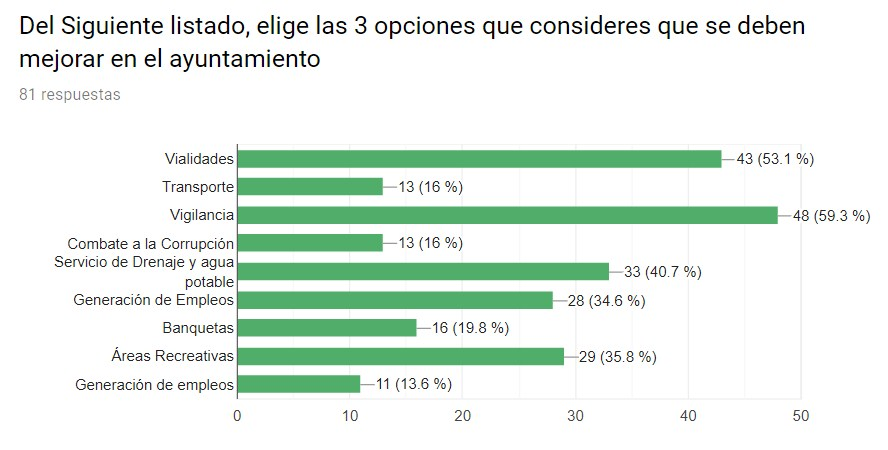 Del Siguiente listado, elige las 3 opciones que consideres que se deben
mejorar en el ayuntamiento
81 respuestas
Vialidades 43 (53.1 %)
Transporte 13 (16 %)
Vigilancia 48 (59.3 %)
Combate a la Corrupción 13 (16 %)
Servicio de Drenaje y agua
potable 33 (40.7 %)
Generación de Empleos 28 (34.6 %)
Banquetas 16 (19.8 %)
Áreas Recreativas 29 (35.8 %)
Generación de empleos 11 (13.6 %)
0 10 20 30 40 50